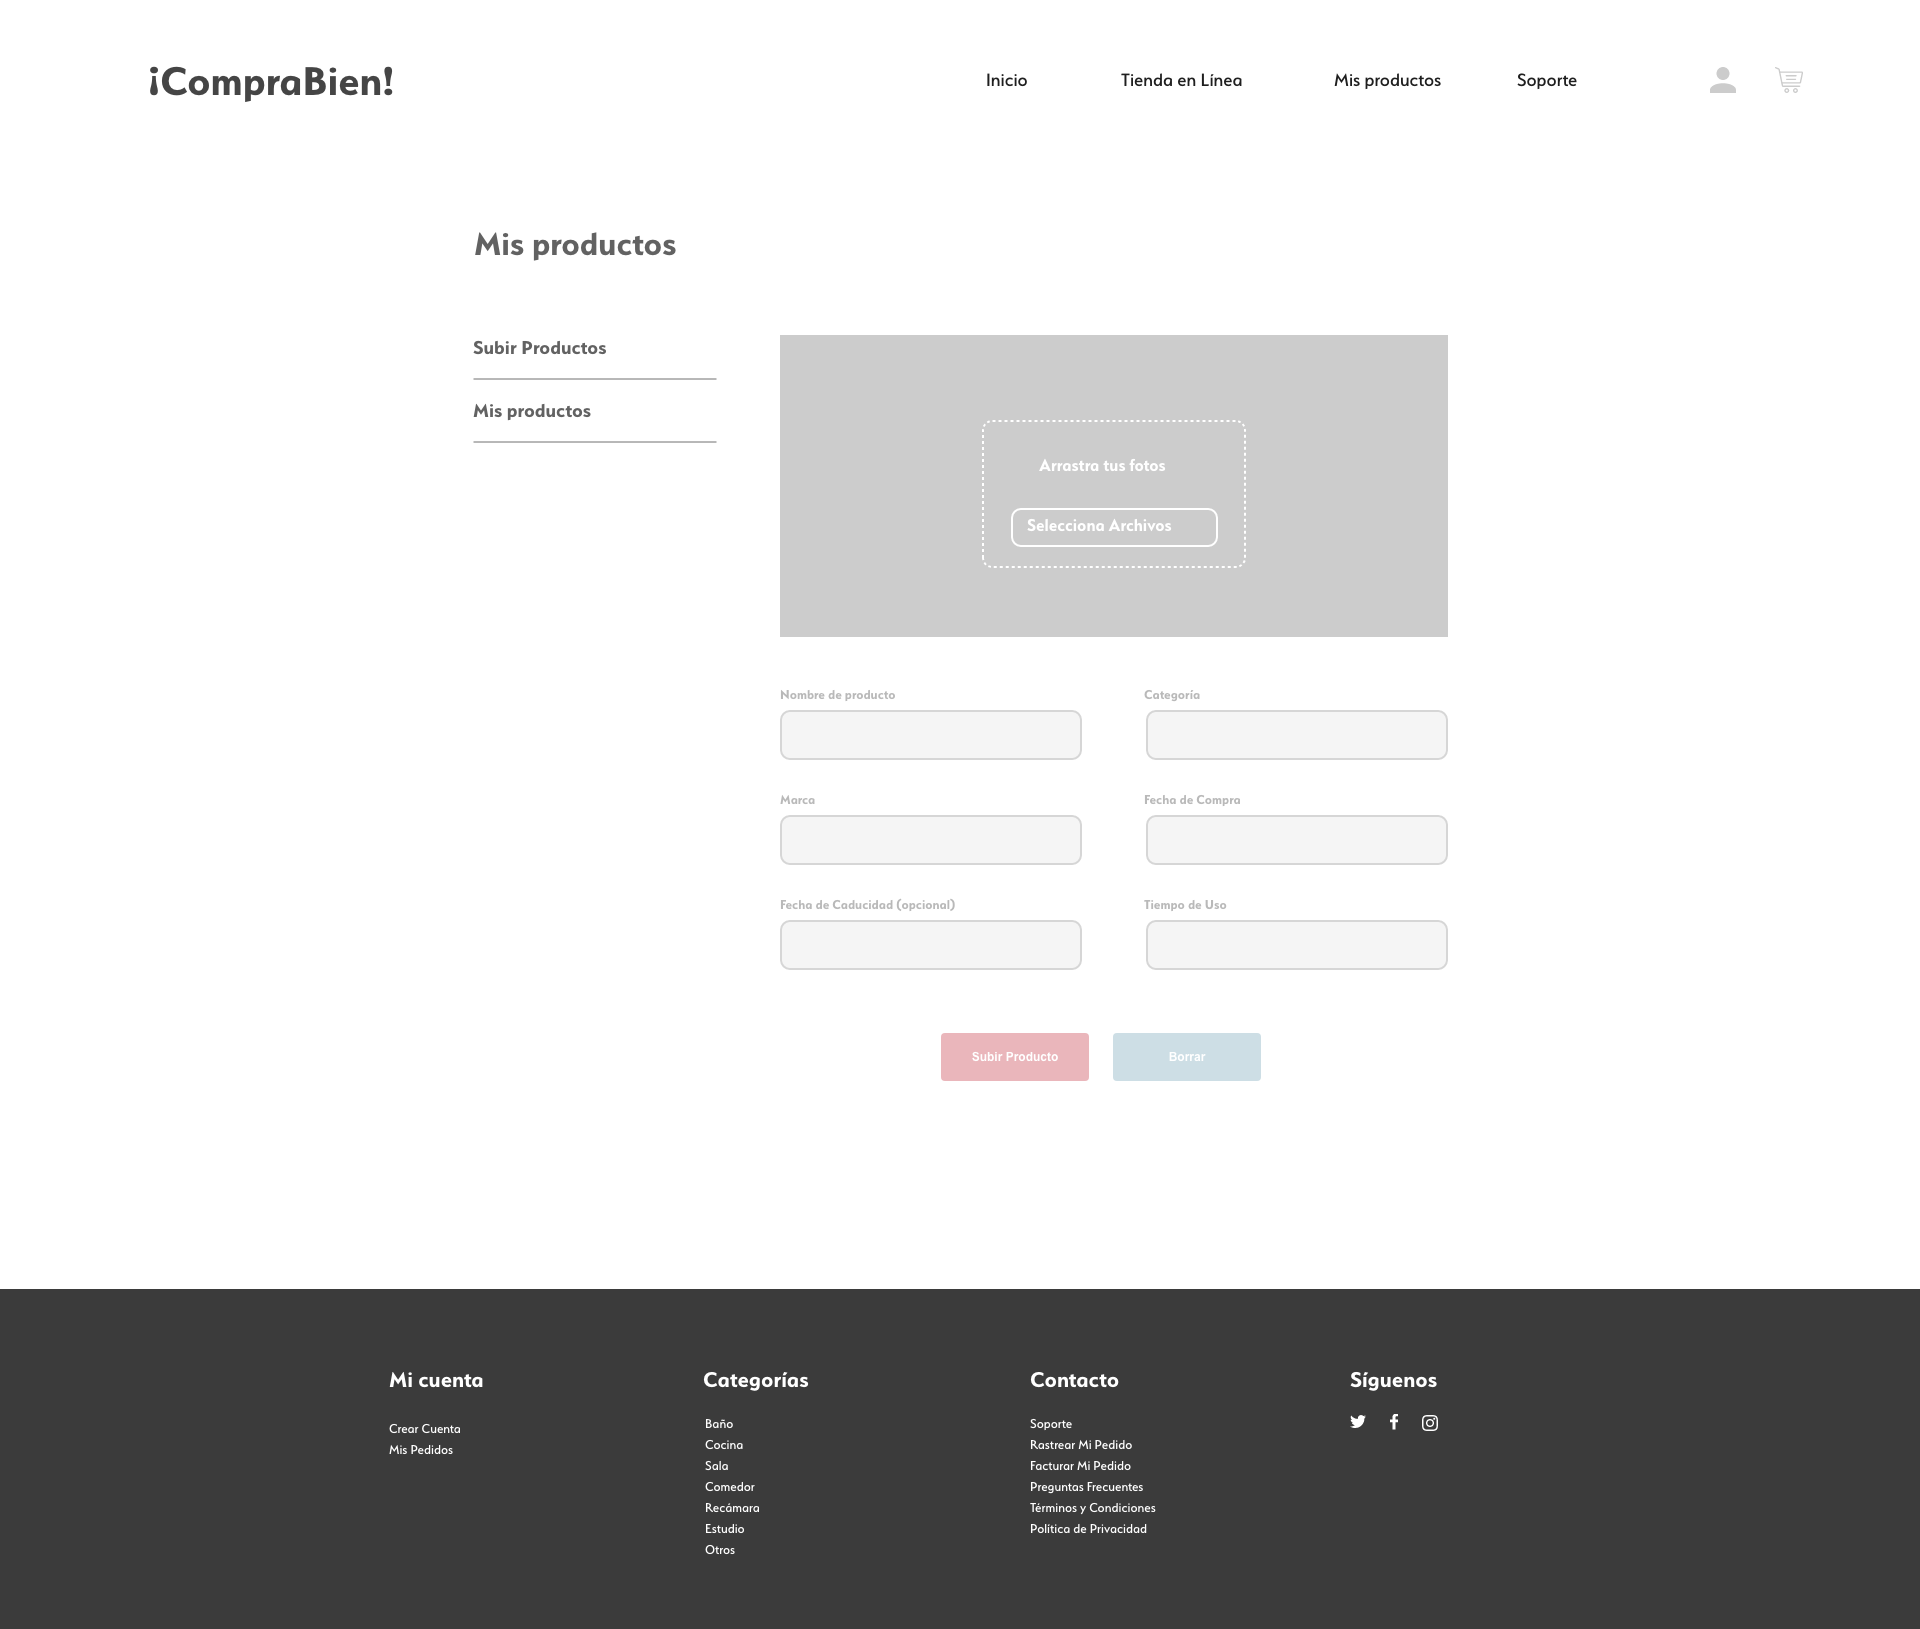 ¡CompraBien!
Inicio
Tienda en Línea
Mis productos
Soporte
Mis productos
Subir Productos
Mis productos
Arrastra tus fotos
Selecciona Archivos
Nombre de producto
Categoría
Marca
Fecha de Compra
Fecha de Caducidad (opcional)
Tiempo de Uso
Subir Producto
Borrar
Mi cuenta
Crear Cuenta
Mis Pedidos
Categorías
Baño
Cocina
Sala
Comedor
Recámara
Estudio
Otros
Contacto
Soporte
Rastrear Mi Pedido
Facturar Mi Pedido
Preguntas Frecuentes
Términos y Condiciones
Política de Privacidad
Síguenos